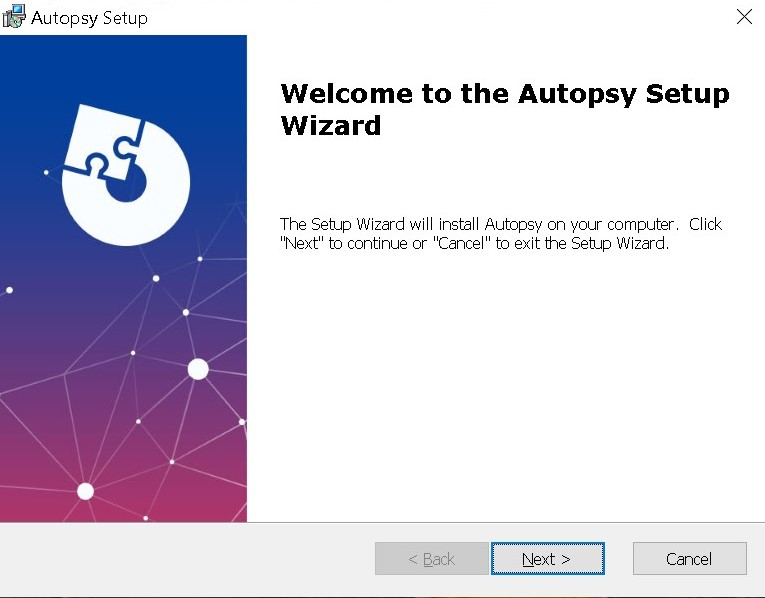 Autopsy Setup
Welcome to the Autopsy Setup
Wizard
The Setup Wizard will install Autopsy on your computer.  Click
"Next" to continue or "Cancel" to exit the Setup Wizard.
< Back
Next >
Cancel